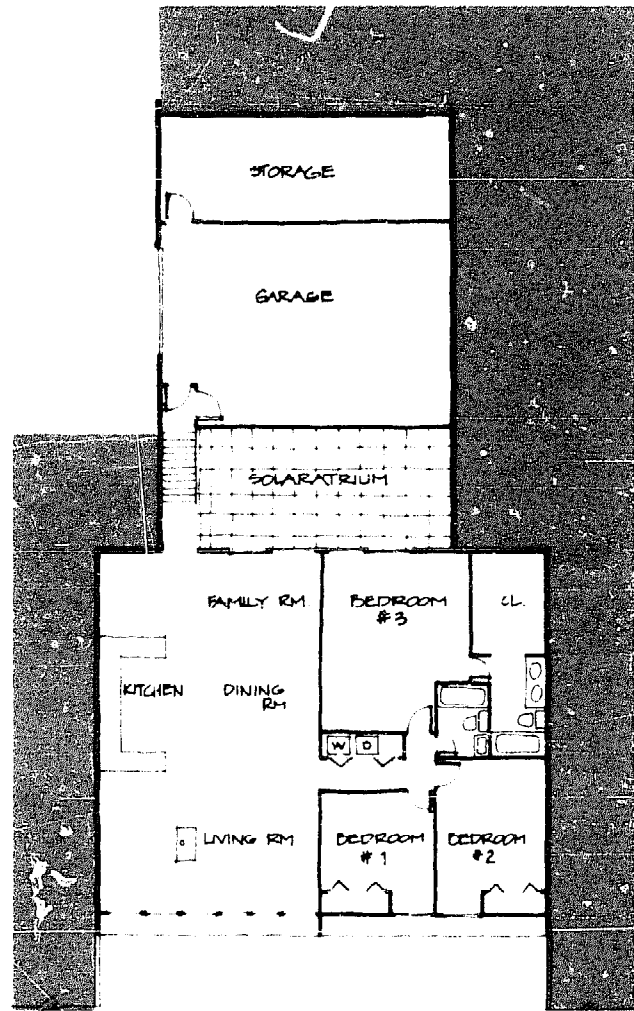 STORAGE
GARAGE
SOLARATRIUM
FAMILY RM
BEDROOM
#3
CL.
KITCHEN
DINING
RM
W
D
LIVING RM
BEDROOM
#1
BEDROOM
#2